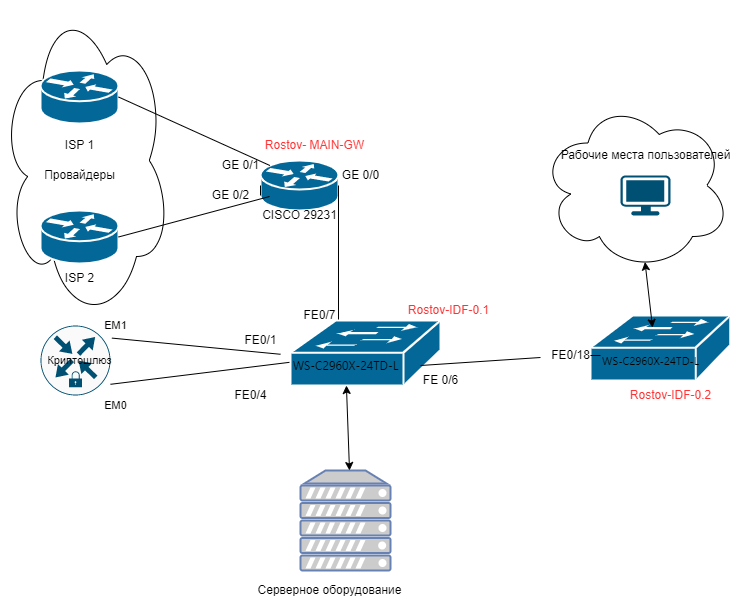 ISP 1
Провайдеры
ISP 2
Rostov- MAIN-GW
GE 0/1
GE 0/0
GE 0/2
CISCO 29231
Рабочие места пользователей
FE0/7
Rostov-IDF-0.1
EM1
FE0/1
Криптошлюз
WS-C2960X-24TD-L
FE0/18
WS-C2960X-24TD-L
FE 0/6
FE0/4
EM0
Rostov-IDF-0.2
Серверное оборудование